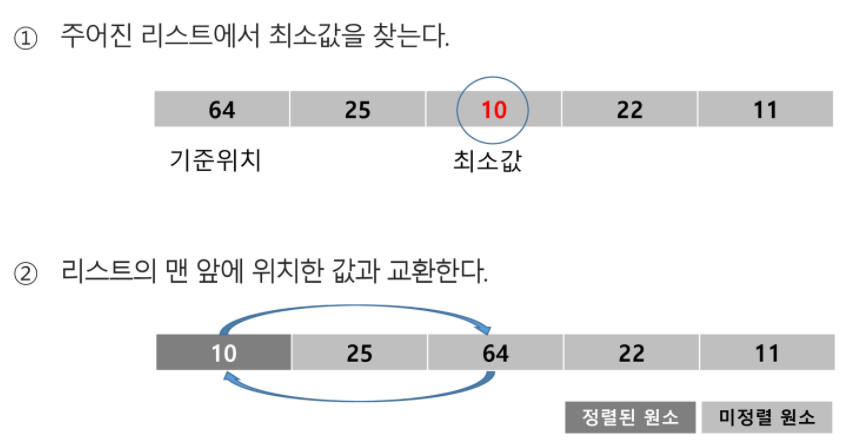 ① 주어진 리스트에서 최소값을 찾는다.
64 25 10 22 11
기준위치 최소값
② 리스트의 맨 앞에 위치한 값과 교환한다.
10 25 64 22 11
정렬된 원소 미정렬 원소